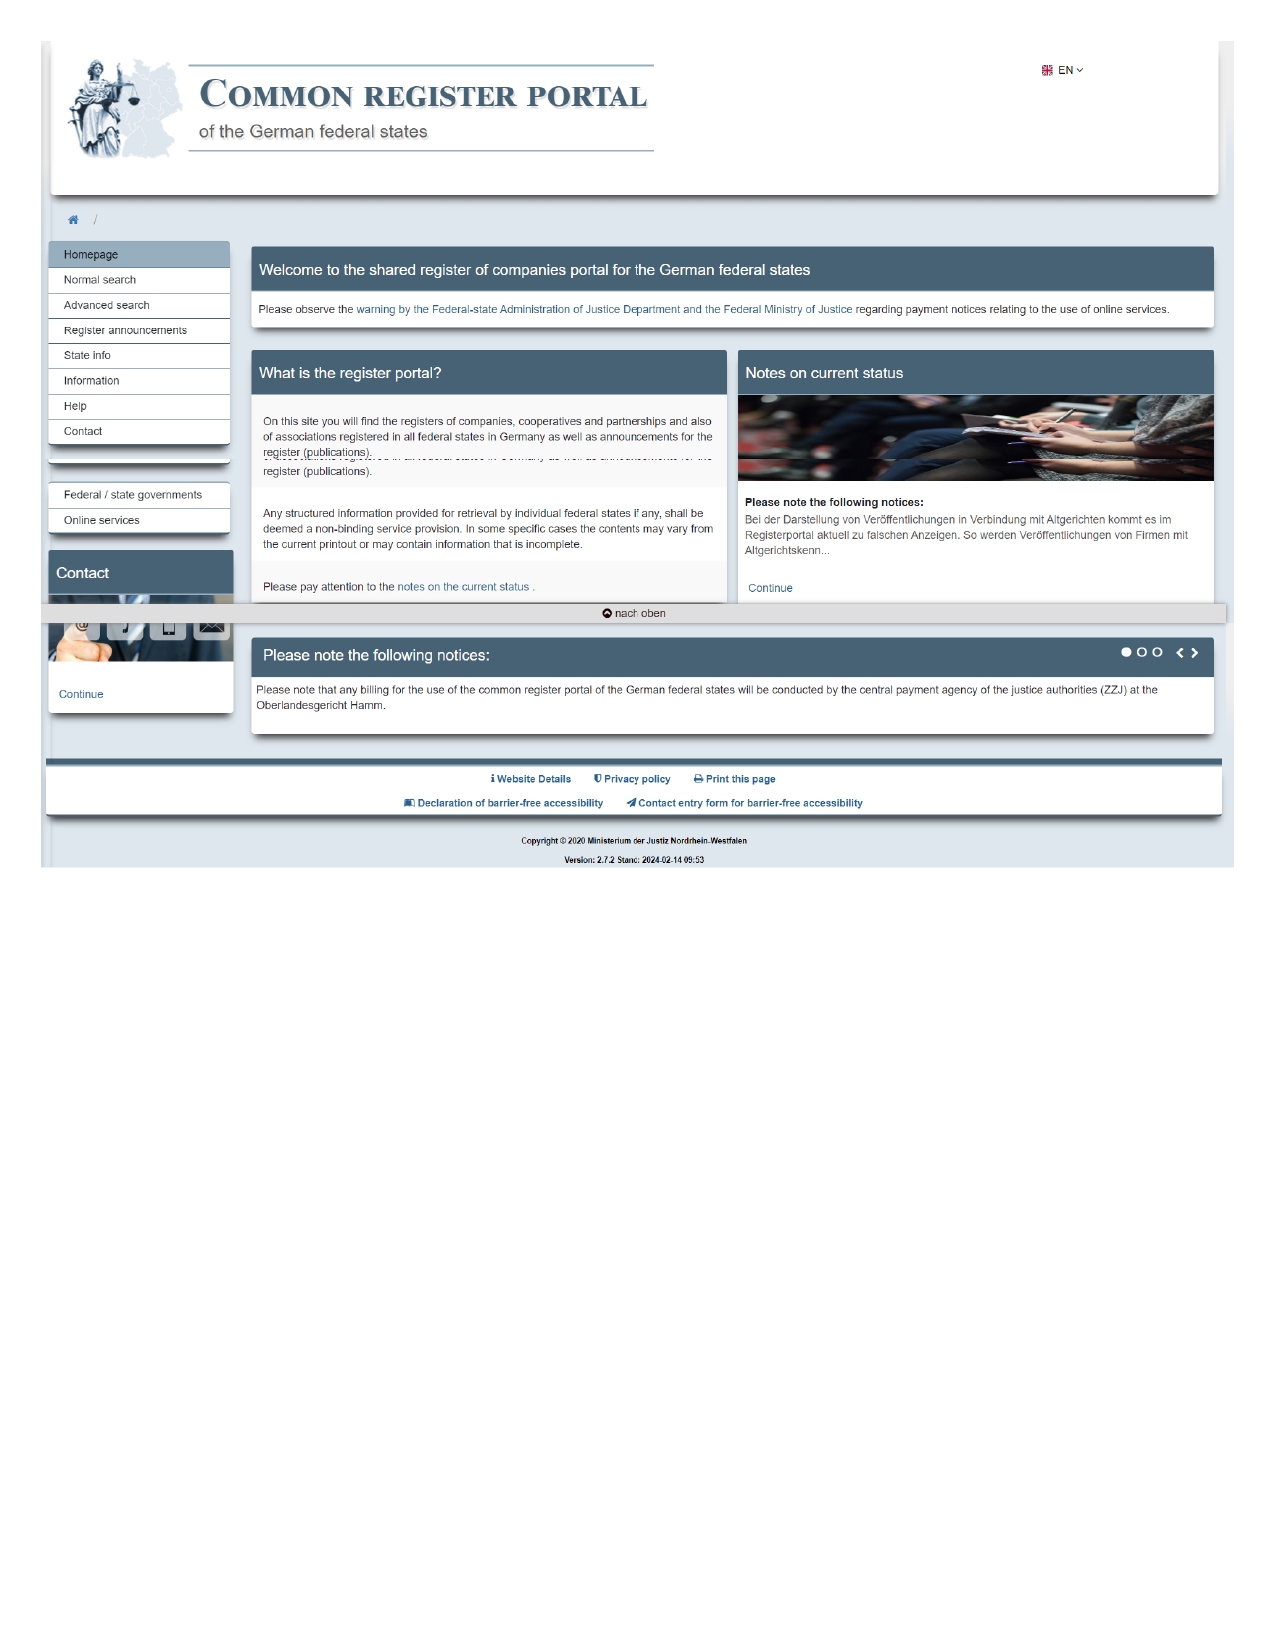 COMMON REGISTER PORTAL
of the German federal states
EN
/
Homepage
Normal search
Advanced search
Register announcements
State info
Information
Help
Contact
Federal / state governments
Online services
Contact
@
Continue
Welcome to the shared register of companies portal for the German federal states
Please observe the warning by the Federal-state Administration of Justice Department and the Federal Ministry of Justice regarding payment notices relating to the use of online services.
What is the register portal?
On this site you will find the registers of companies, cooperatives and partnerships and also
of associations registered in all federal states in Germany as well as announcements for the
register (publications).
register (publications).
Any structured information provided for retrieval by individual federal states if any, shall be
deemed a non-binding service provision. In some specific cases the contents may vary from
the current printout or may contain information that is incomplete.
Please pay attention to the notes on the current status .
Notes on current status
Please note the following notices:
Bei der Darstellung von Veröffentlichungen in Verbindung mit Altgerichten kommt es im
Registerportal aktuell zu falschen Anzeigen. So werden Veröffentlichungen von Firmen mit
Altgerichtskenn...
Continue
nach oben
Please note the following notices:
Please note that any billing for the use of the common register portal of the German federal states will be conducted by the central payment agency of the justice authorities (ZZJ) at the
Oberlandesgericht Hamm.
Website Details Privacy policy Print this page
Declaration of barrier-free accessibility Contact entry form for barrier-free accessibility
Copyright © 2020 Ministerium der Justiz Nordrhein-Westfalen
Version: 2.7.2 Stand: 2024-02-14 09:53